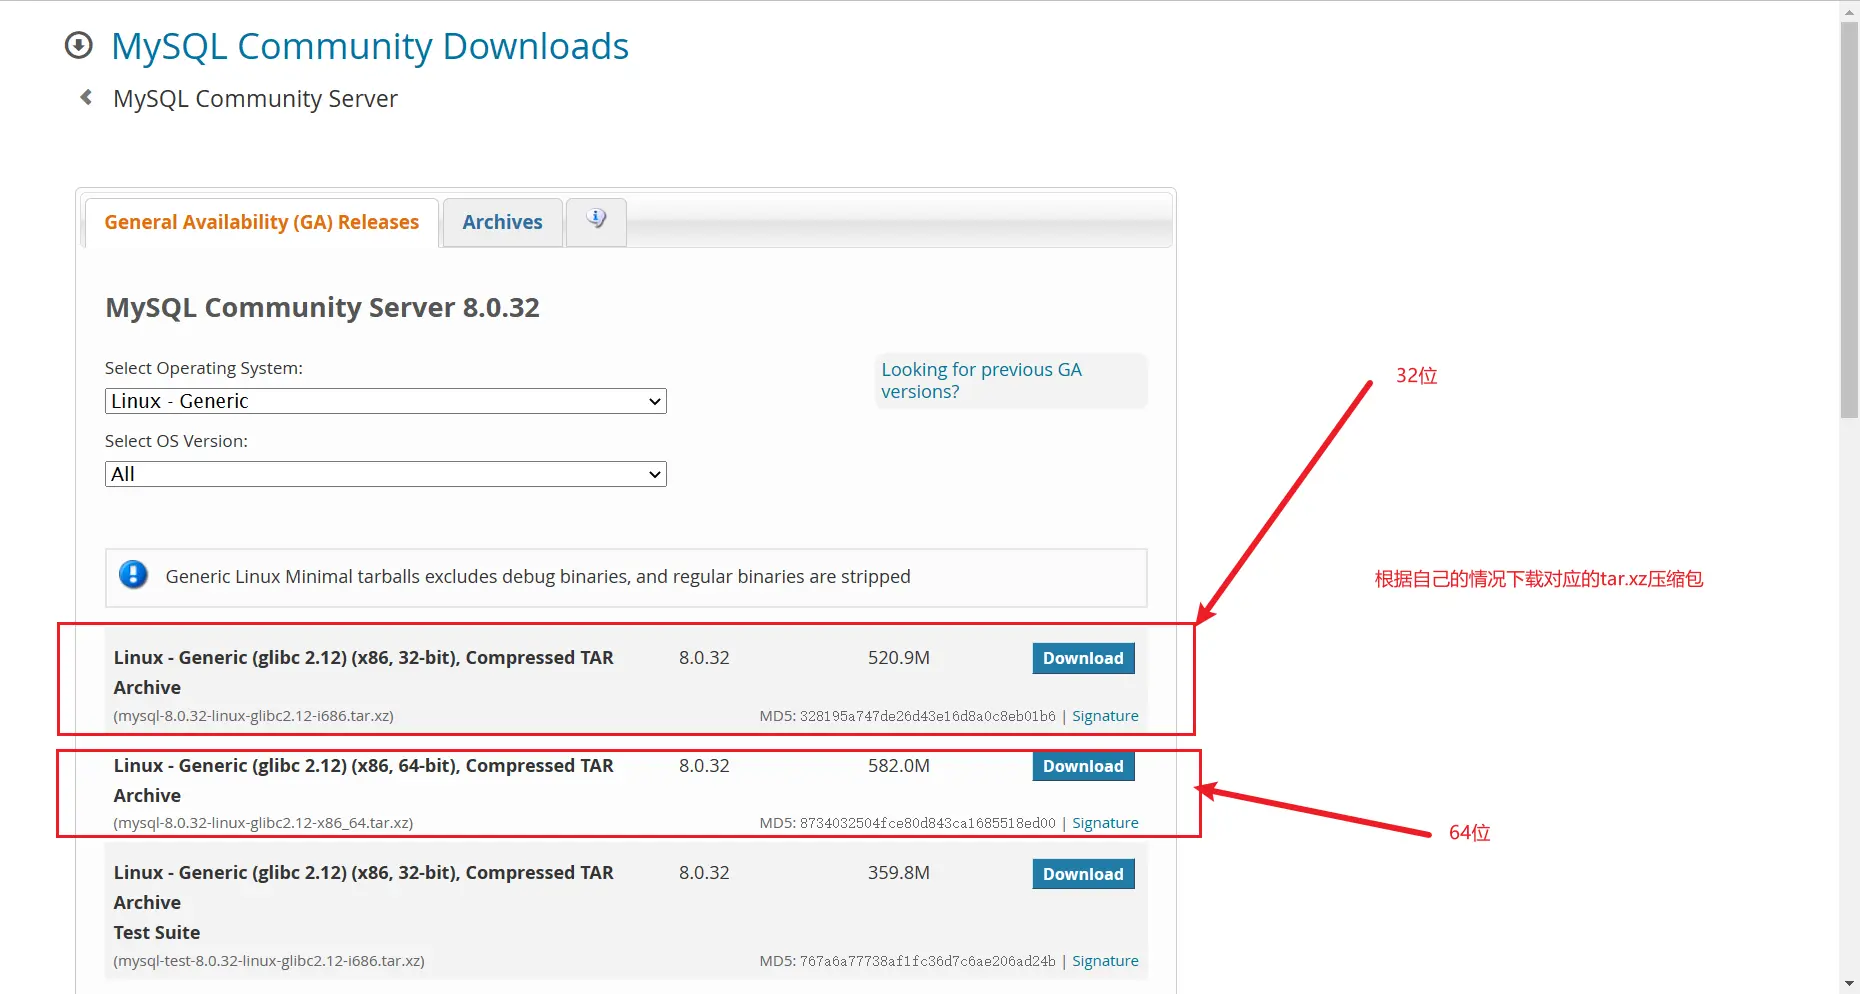 MySQL Community Downloads
MySQL Community Server
General Availability (GA) Releases
Archives
MySQL Community Server 8.0.32
Select Operating System:
Linux - Generic
Looking for previous GA
versions?
Select OS Version:
All
32位
Generic Linux Minimal tarballs excludes debug binaries, and regular binaries are stripped
根据自己的情况下载对应的tar.xz压缩包
Linux - Generic (glibc 2.12) (x86, 32-bit), Compressed TAR 8.0.32 520.9M Download
Archive
(mysql-8.0.32-linux-glibc2.12-i686.tar.xz) MD5: 328195a747de26d43e16d8a0c8eb01b6 | Signature
Linux - Generic (glibc 2.12) (x86, 64-bit), Compressed TAR 8.0.32 582.0M Download
Archive
(mysql-8.0.32-linux-glibc2.12-x86_64.tar.xz) MD5: 8734032504fce80d843ca1685518ed00 | Signature
64位
Linux - Generic (glibc 2.12) (x86, 32-bit), Compressed TAR 8.0.32 359.8M Download
Archive
Test Suite
(mysql-test-8.0.32-linux-glibc2.12-i686.tar.xz) MD5: 767a6a77738af1fc36d7c6ae206ad24b | Signature